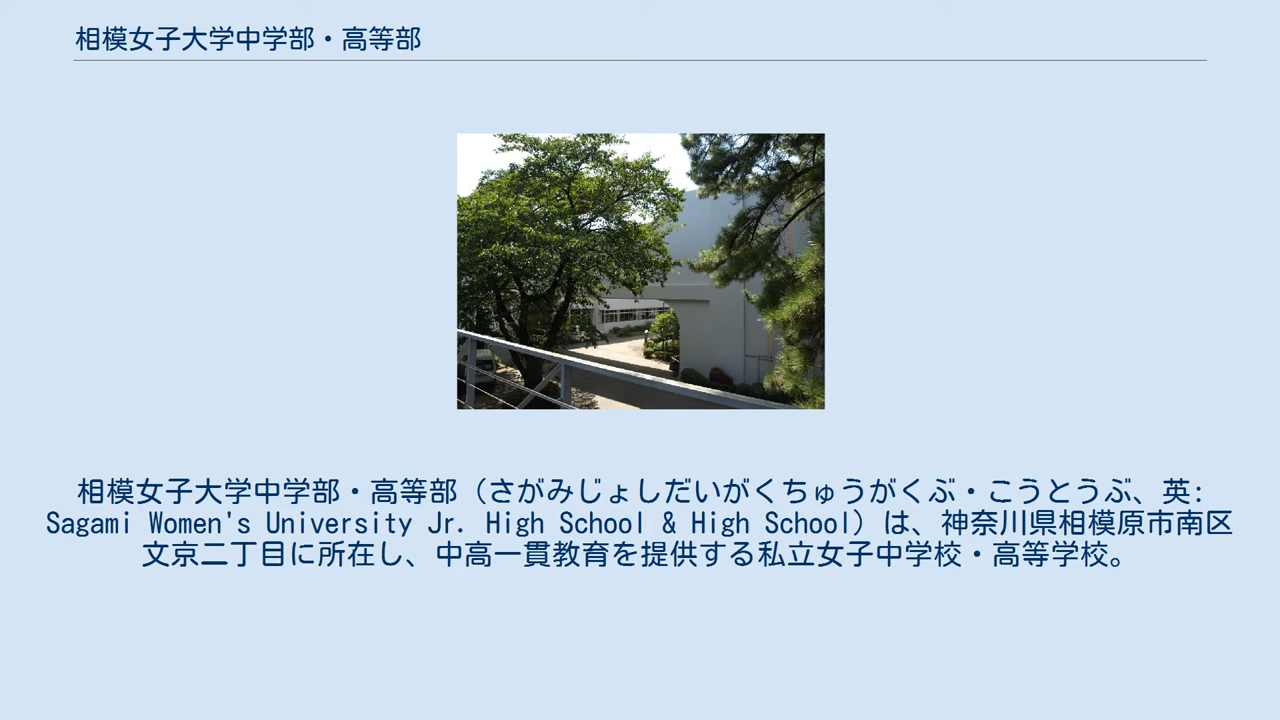 相模女子大学中学部・高等部
相模女子大学中学部・高等部（さがみじょしだいがくちゅうがくぶ・こうとうぶ、英:
Sagami Women's University Jr. High School & High School）は、神奈川県相模原市南区
文京二丁目に所在し、中高一貫教育を提供する私立女子中学校・高等学校。